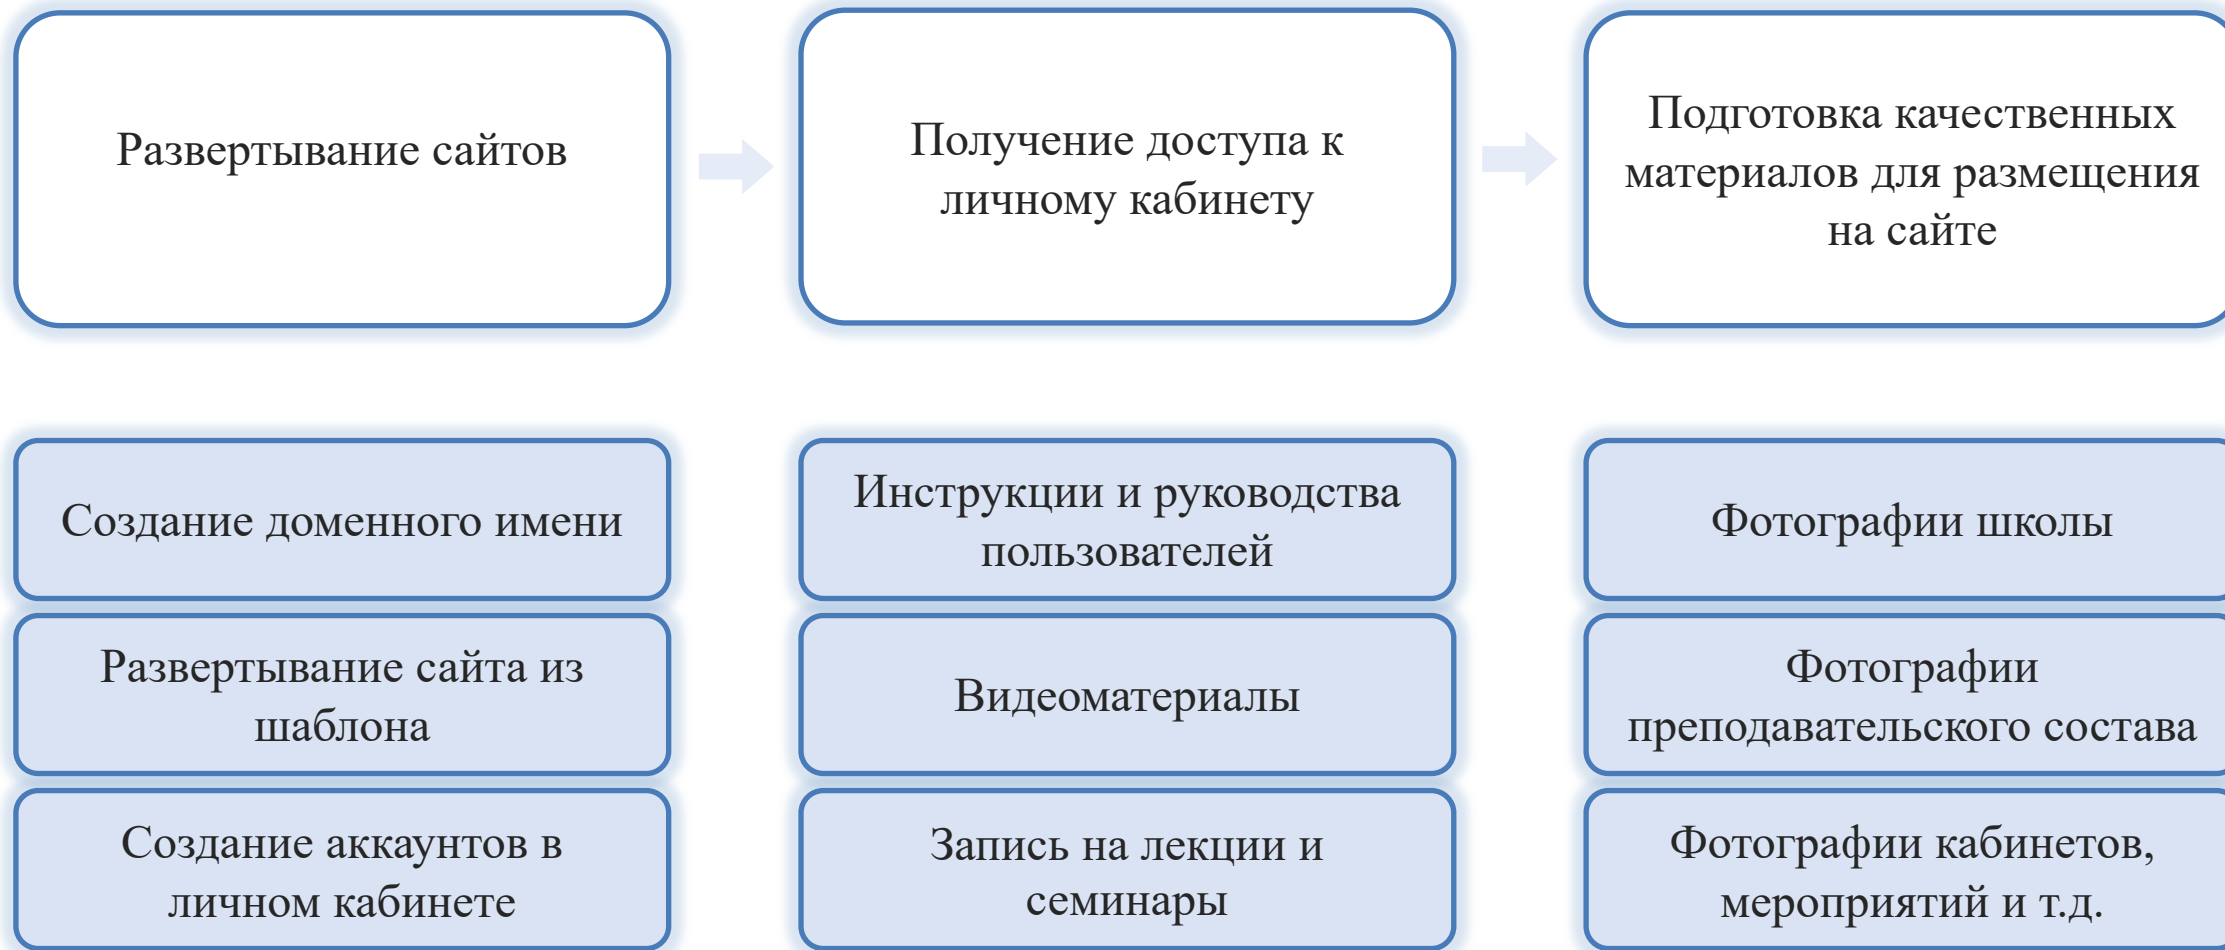 Развертывание сайтов
Получение доступа к
личному кабинету
Подготовка качественных
материалов для размещения
на сайте
Создание доменного имени
Развертывание сайта из
шаблона
Создание аккаунтов в
личном кабинете
Инструкции и руководства
пользователей
Видеоматериалы
Запись на лекции и
семинары
Фотографии школы
Фотографии
преподавательского состава
Фотографии кабинетов,
мероприятий и т.д.